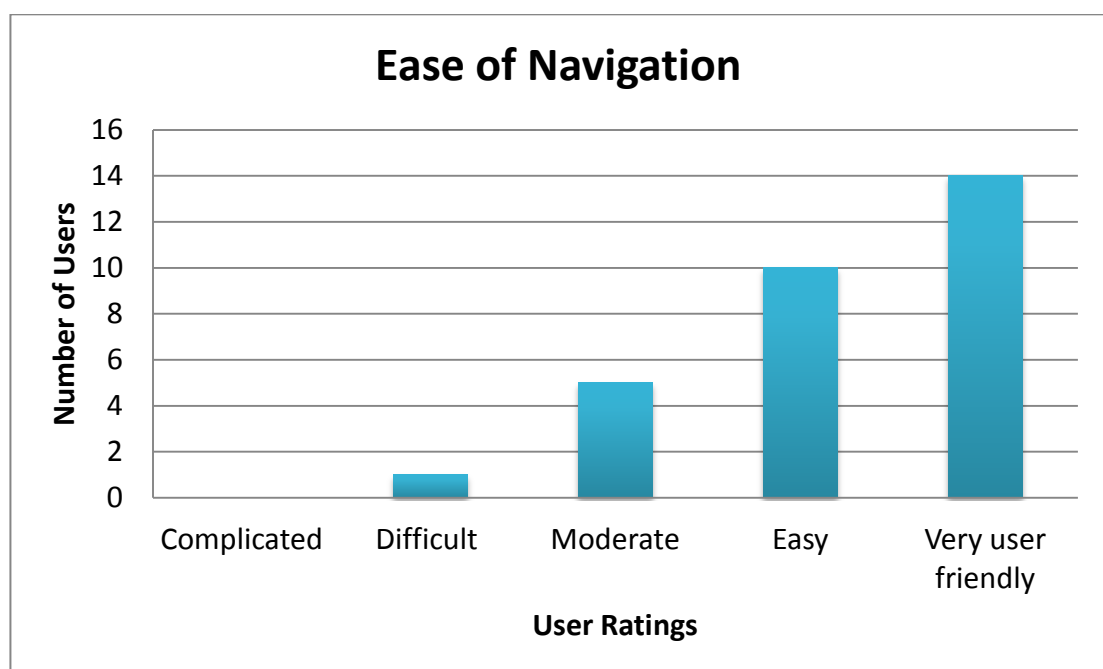 Ease of Navigation
Number of Users
16
14
12
10
8
6
4
2
0
Complicated
Difficult
Moderate
Easy
Very user
friendly
User Ratings